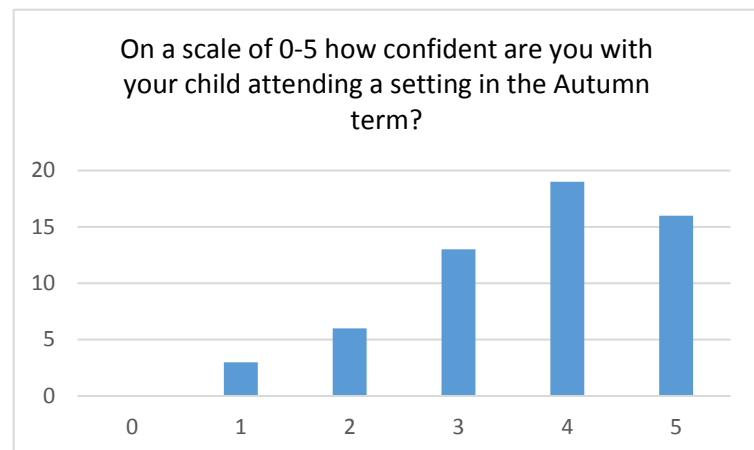 On a scale of 0-5 how confident are you with
your child attending a setting in the Autumn
term?
20
15
10
5
0
0 1 2 3 4 5